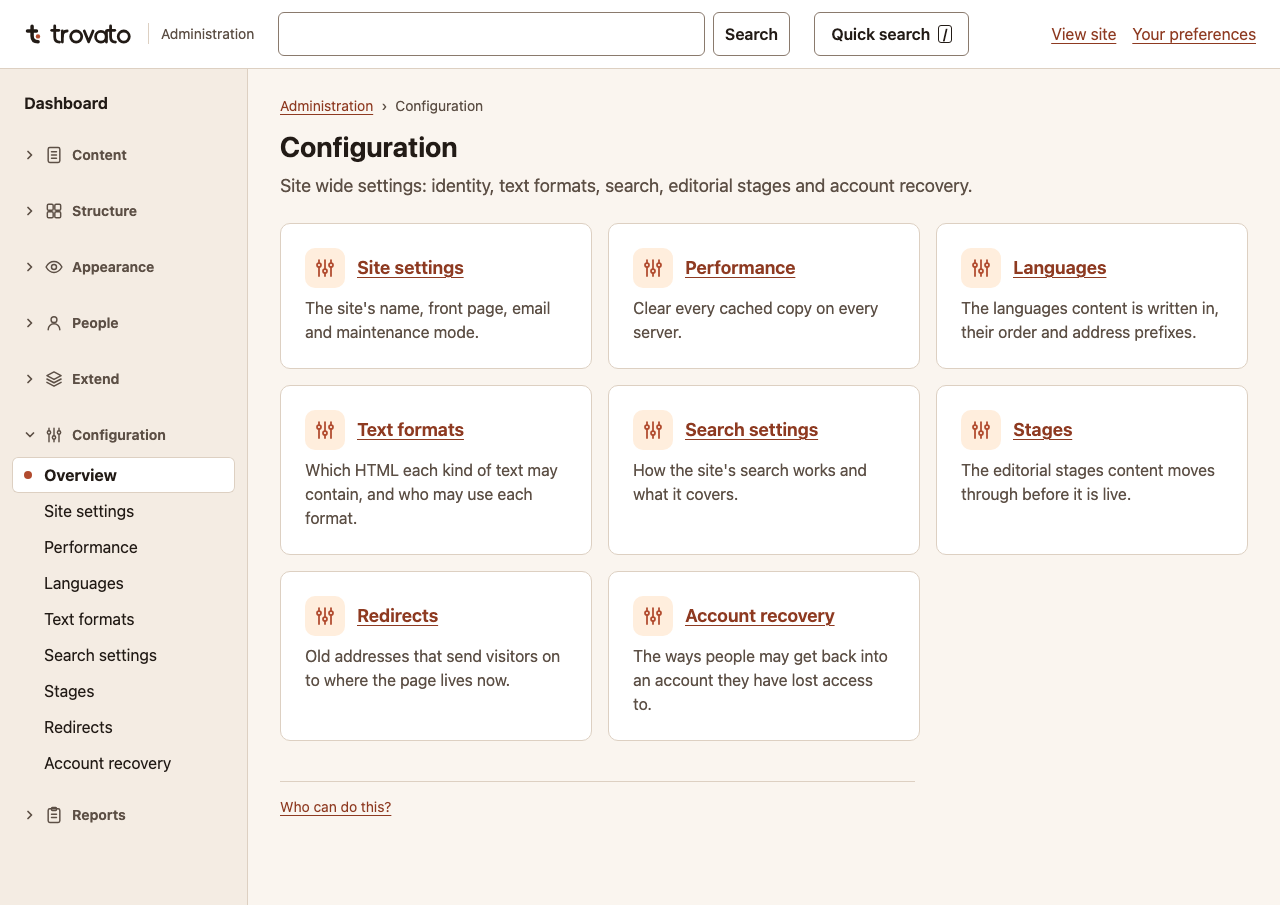 trovato
Administration
Search
Quick search /
View site
Your preferences
Dashboard
Content
Structure
Appearance
People
Extend
Configuration
Overview
Site settings
Performance
Languages
Text formats
Search settings
Stages
Redirects
Account recovery
Reports
Administration › Configuration
Configuration
Site wide settings: identity, text formats, search, editorial stages and account recovery.
Site settings
The site's name, front page, email
and maintenance mode.
Performance
Clear every cached copy on every
server.
Languages
The languages content is written in,
their order and address prefixes.
Text formats
Which HTML each kind of text may
contain, and who may use each
format.
Search settings
How the site's search works and
what it covers.
Stages
The editorial stages content moves
through before it is live.
Redirects
Old addresses that send visitors on
to where the page lives now.
Account recovery
The ways people may get back into
an account they have lost access
to.
Who can do this?